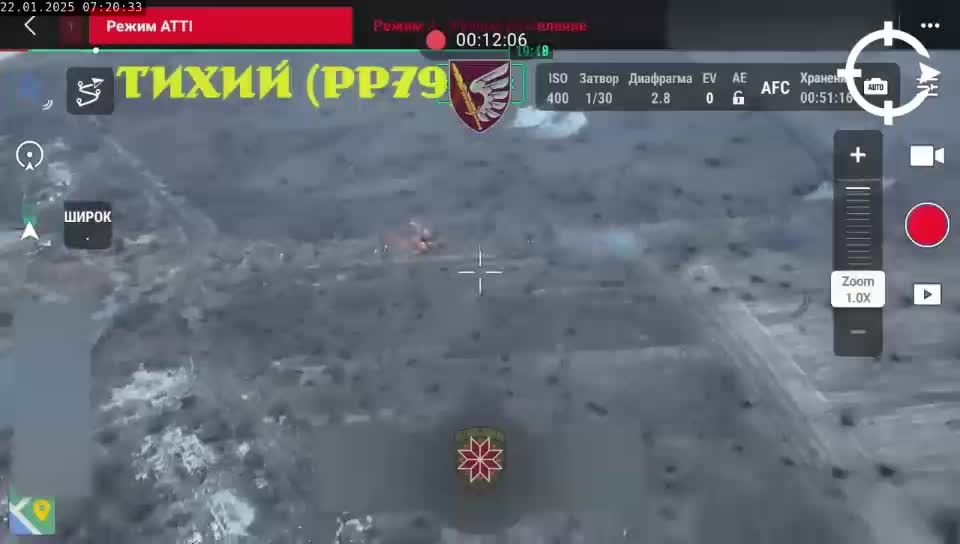 22.01.2025 07:20:33
Режим ATTI
00:12:06
ТИХИЙ (РР79
ISO Затвор Диафрагма EV AE
400 1/30 2.8 0
AFC
00:51:16
AUTO
ШИРОК
Zoom
1.0X